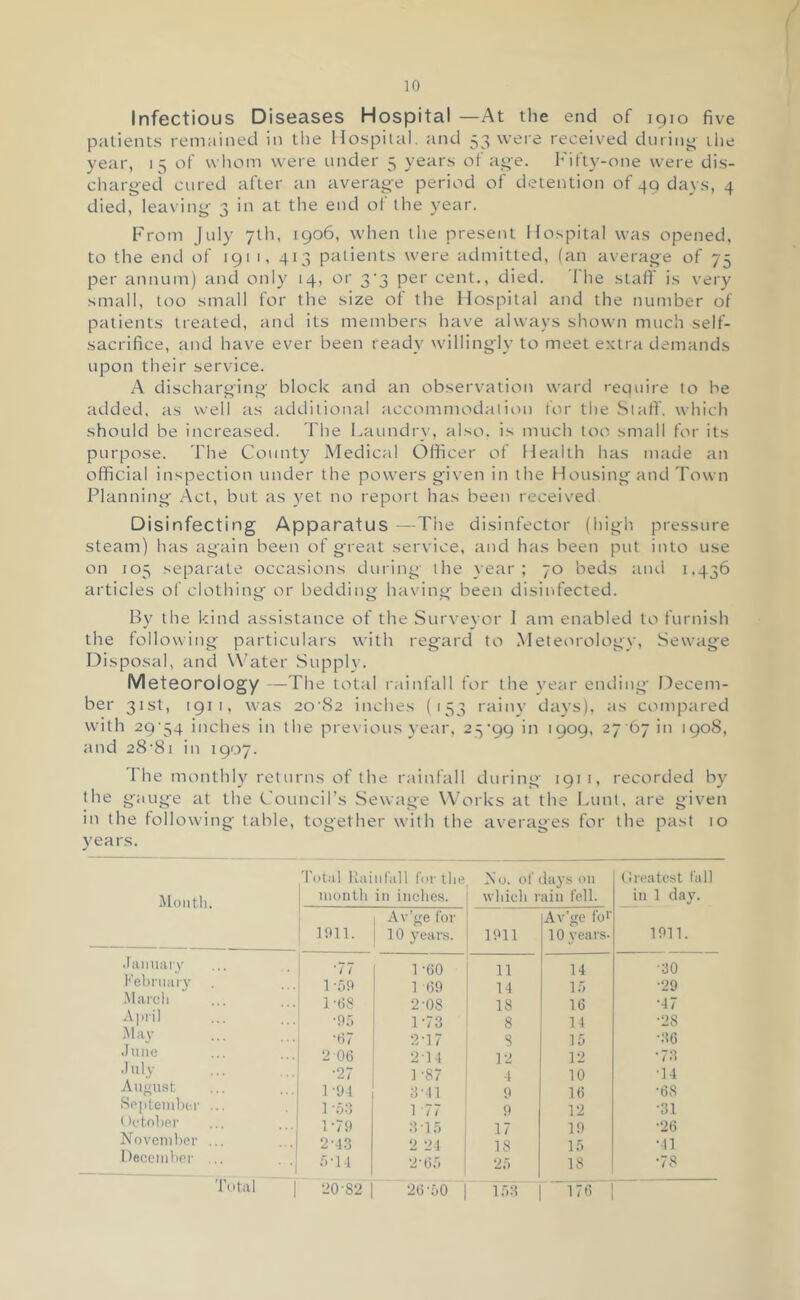 10
Infectious Diseases Hospital —At the end of 1910 five
patients remained in the Hospital, and 53 were received during the
year, 15 of whom were under 5 years of age. Fifty-one were dis-
charged cured after an average period of detention of 49 days, 4
died, leaving 3 in at the end of the year.
From July 7th, 1906, when the present Hospital was opened,
to the end of 1911, 413 patients were admitted, (an average of 75
per annum) and only 14, or 3·3 per cent., died. The staff is very
small, too small for the size of the Hospital and the number of
patients treated, and its members have always shown much self-
sacrifice, and have ever been ready willingly to meet extra demands
upon their service.
A discharging block and an observation ward require to be
added, as well as additional accommodation for the Staff, which
should be increased. The Laundry, also, is much too small for its
purpose. The County Medical Officer of Health has made an
official inspection under the powers given in the Housing and Town
Planning Act, but as yet no report has been received
Disinfecting Apparatus —The disinfector (high pressure
steam) has again been of great service, and has been put into use
on 105 separate occasions during the year; 70 beds and 1,436
articles of clothing or bedding having been disinfected.
By the kind assistance of the Surveyor I am enabled to furnish
the following particulars with regard to Meteorology, Sewage
Disposal, and Water Supply.
Meteorology —The total rainfall for the year ending Decem-
ber 31st, 1911, was 20·82 inches (153 rainy days), as compared
with 29·54 inches in the previous year, 25·99 in 1909, 27·67 in 1908,
and 28·81 in 1907.
The monthly returns of the rainfall during 1911, recorded by
the gauge at the Council's Sewage Works at the Lunt, are given
in the following table, together with the averages for the past 10
years.
Month. Total Rainfall for the month in inches. No. of days on which rain fell. Greatest fall in 1 day.
1911. Av'ge for 10 years. 1911 Av'ge for 10 years. 1911.
January ... ·77 1·60 11 14 ·30
February . ... 1·59 1·69 14 15 ·29
March ... ... 1·68 2·08 18 16 ·47
April ... ... ·95 1·73 8 14 ·28
May ... ... ·67 2·17 8 15 ·36
June ... ... 2·06 2·14 12 12 ·73
July ... ... ·27 1·87 4 10 ·14
August ... ... 1·94 3·41 9 16 ·68
September ... . 1·53 1·77 9 12 ·31
October ... ... 1·79 3·15 17 19 ·26
November ... ... 2·43 2·24 18 15 ·41
December ... ... 5·14 2·65 25 18 ·78
Total 20·82 26·50 153 176